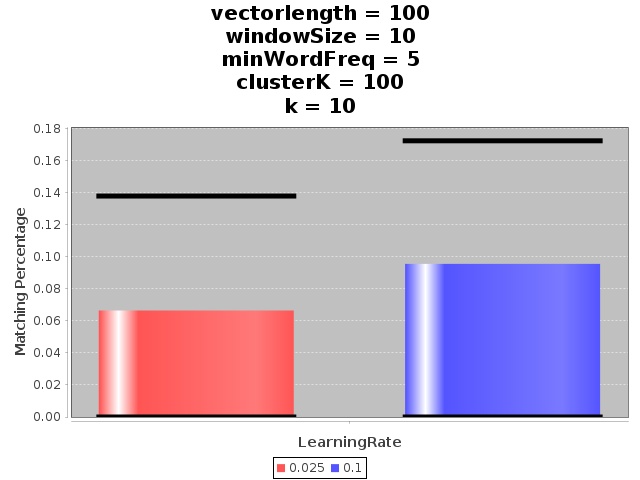 vectorlength = 100
windowSize = 10
minWordFreq = 5
clusterK = 100
k = 10
0.18
0.16
0.14
0.12
0.10
0.08
0.06
0.04
0.02
0.00
Matching Percentage
LearningRate
0.025 0.1